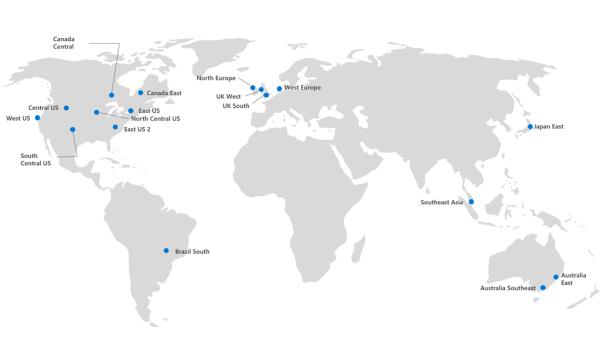 Canada
Central
Canada East
Central US
West US
East US
North Central US
East US 2
South
Central US
North Europe
West Europe
UK West
UK South
Japan East
Southeast Asia
Brazil South
Australia
East
Australia Southeast